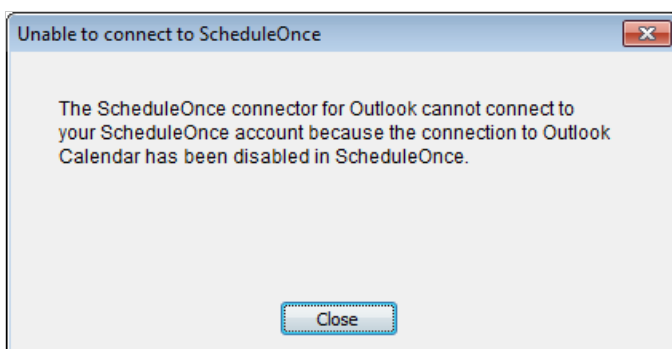 Unable to connect to ScheduleOnce
The ScheduleOnce connector for Outlook cannot connect to
your ScheduleOnce account because the connection to Outlook
Calendar has been disabled in ScheduleOnce.
Close